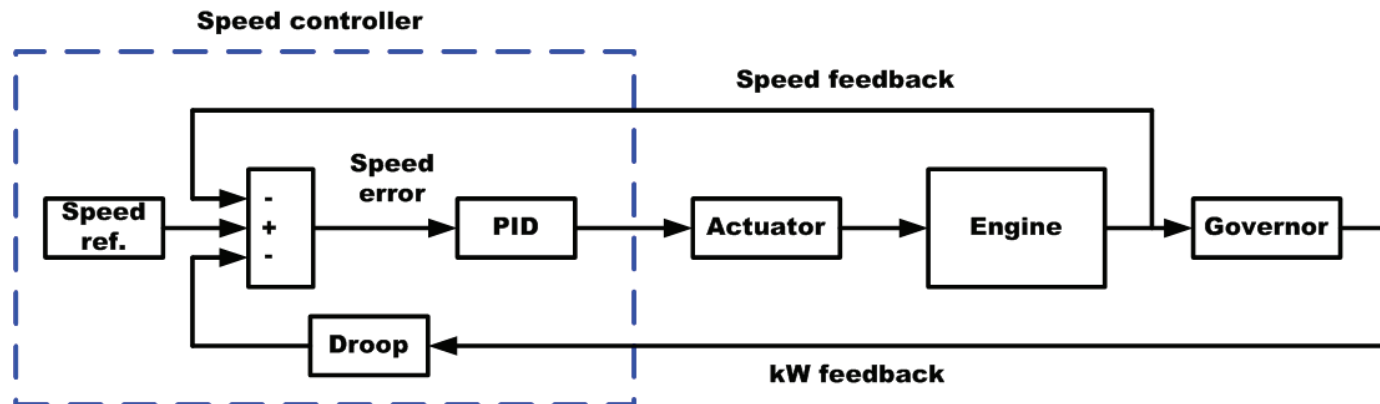 Speed controller
Speed feedback
Speed
error
-
+
-
Speed
ref.
PID
Actuator
Engine
Governor
Droop
kW feedback